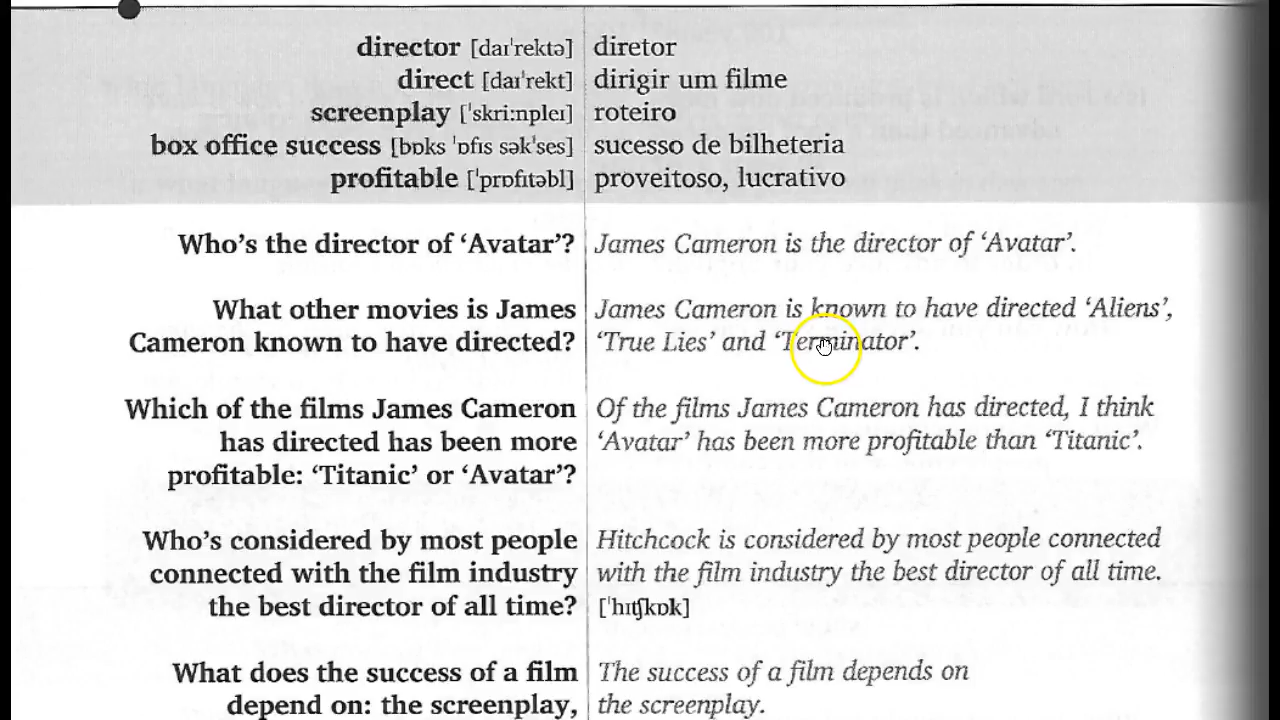 director [daɪˈrektə] diretor
direct [daɪˈrekt] dirigir um filme
screenplay [ˈskriːnpleɪ] roteiro
box office success [bɒks ˈɒfɪs səkˈses] sucesso de bilheteria
profitable [ˈprɒfɪtəbl] proveitoso, lucrativo
Who's the director of ‘Avatar’? James Cameron is the director of ‘Avatar’.
What other movies is James James Cameron is known to have directed ‘Aliens’,
Cameron known to have directed? ‘True Lies’ and ‘Terminator’.
Which of the films James Cameron Of the films James Cameron has directed, I think
has directed has been more ‘Avatar’ has been more profitable than ‘Titanic’.
profitable: ‘Titanic’ or ‘Avatar’?
Who's considered by most people Hitchcock is considered by most people connected
connected with the film industry with the film industry the best director of all time.
the best director of all time? [ˈhɪtʃkɒk]
What does the success of a film The success of a film depends on
depend on: the screenplay, the screenplay.